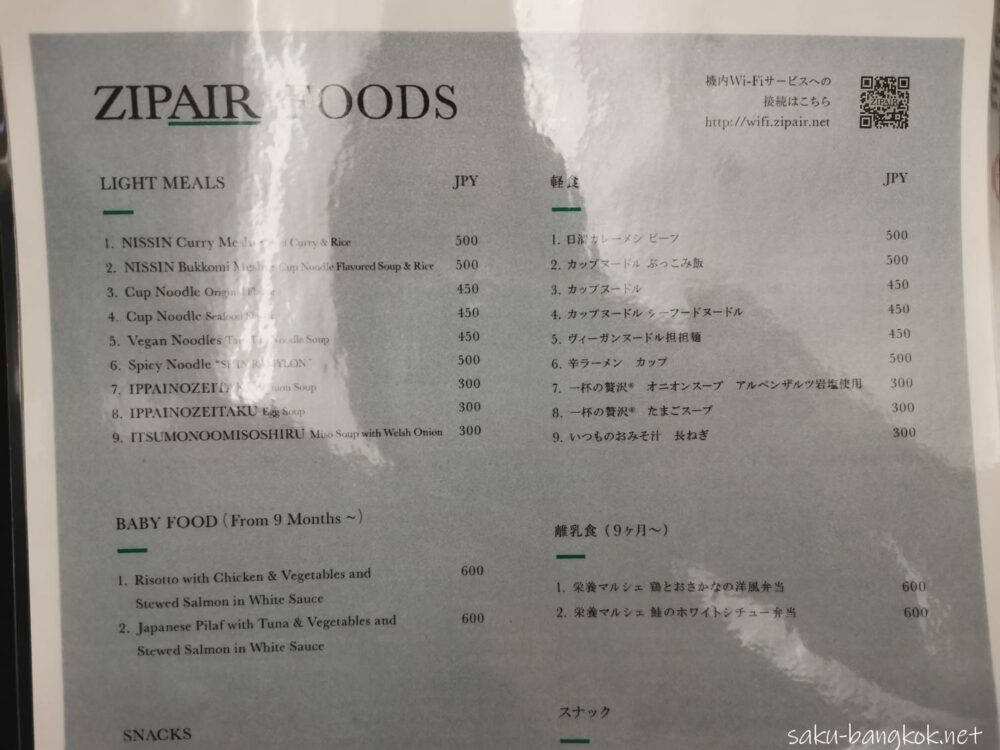 ZIPAIR FOODS
機内Wi-Fiサービスへの
接続はこちら
http://wifi.zipair.net
ZIPAIR
LIGHT MEALS JPY
1. NISSIN Curry Curry & Rice 500
2. NISSIN Bukkomi Cup Noodle Flavored Soup & Rice 500
3. Cup Noodle Original 450
4. Cup Noodle Seafood 450
5. Vegan Noodles Noodle Soup 450
6. Spicy Noodle 500
7. IPPAINOZEITAKU Soup 300
8. IPPAINOZEITAKU Egg Soup 300
9. ITSUMONOOMISOSHIRU Miso Soup with Welsh Onion 300
BABY FOOD (From 9 Months ~)
1. Risotto with Chicken & Vegetables and 600
Stewed Salmon in White Sauce
2. Japanese Pilaf with Tuna & Vegetables and 600
Stewed Salmon in White Sauce
SNACKS
軽食 JPY
1. 日清カレーメシ ビーフ 500
2. カップヌードル ぶっこみ飯 500
3. カップヌードル 450
4. カップヌードル シーフードヌードル 450
5. ヴィーガンヌードル担担麺 450
6. 辛ラーメン カップ 500
7. 一杯の贅沢® オニオンスープ アルペンザルツ岩塩使用 300
8. 一杯の贅沢® たまごスープ 300
9. いつものおみそ汁 長ねぎ 300
離乳食（9ヶ月～）
1. 栄養マルシェ 鶏とおさかなの洋風弁当 600
2. 栄養マルシェ 鮭のホワイトシチュー弁当 600
スナック
saku-bangkok.net